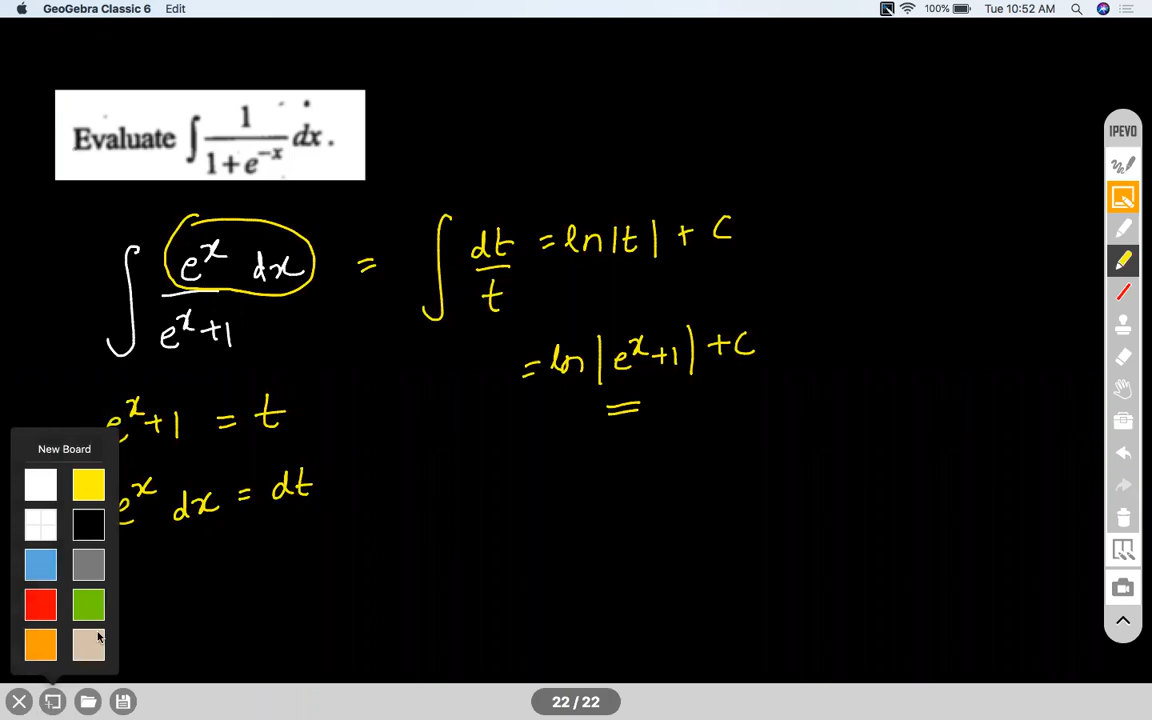 GeoGebra Classic 6 Edit 100% Tue 10:52 AM
Evaluate ∫ 1/(1+e^{-x}) dx .
IPEVO
∫ e^x dx / (e^x+1) = ∫ dt/t = ln|t| + C
= ln|e^x+1| + C
e^x+1 = t
e^x dx = dt
New Board
22 / 22